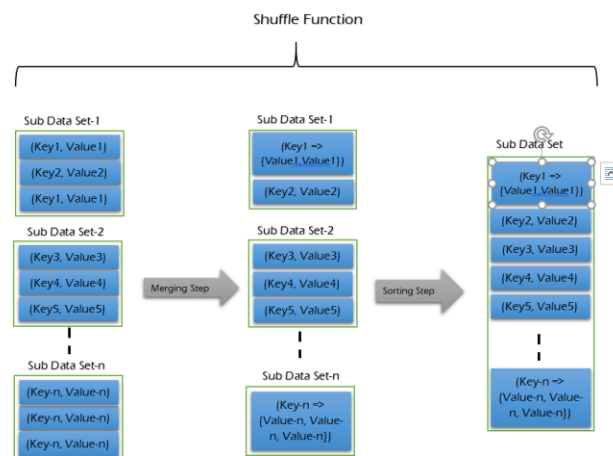 Shuffle Function
Sub Data Set-1
(Key1, Value1)
(Key2, Value2)
(Key1, Value1)
Sub Data Set-2
(Key3, Value3)
(Key4, Value4)
(Key5, Value5)
Sub Data Set-n
(Key-n, Value-n)
(Key-n, Value-n)
(Key-n, Value-n)
Merging Step
Sub Data Set-1
(Key1 =>
{Value1,Value1})
(Key2, Value2)
Sub Data Set-2
(Key3, Value3)
(Key4, Value4)
(Key5, Value5)
Sub Data Set-n
(Key-n =>
{Value-n, Value-
n, Value-n})
Sorting Step
Sub Data Set
(Key1 =>
{Value1,Value1})
(Key2, Value2)
(Key3, Value3)
(Key4, Value4)
(Key5, Value5)
(Key-n =>
{Value-n, Value-
n, Value-n})